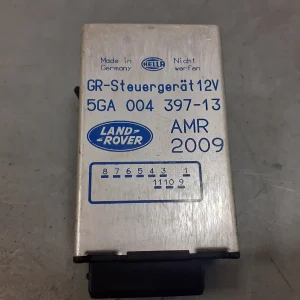 Made in Germany
HELLA
Nicht werfen
GR-Steuergerät 12V
5GA 004 397-13
LAND-ROVER
AMR 2009
8 7 6 5 4 3 1
11 10 9